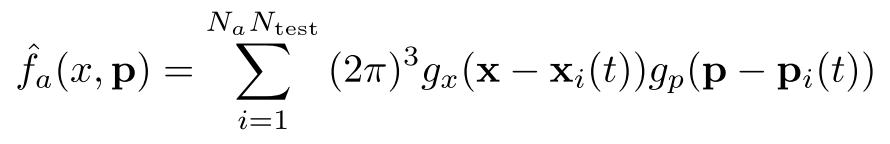 $\hat{f}_a(x, \mathbf{p}) = \sum_{i=1}^{N_a N_{\text{test}}} (2\pi)^3 g_x(\mathbf{x} - \mathbf{x}_i(t)) g_p(\mathbf{p} - \mathbf{p}_i(t))$